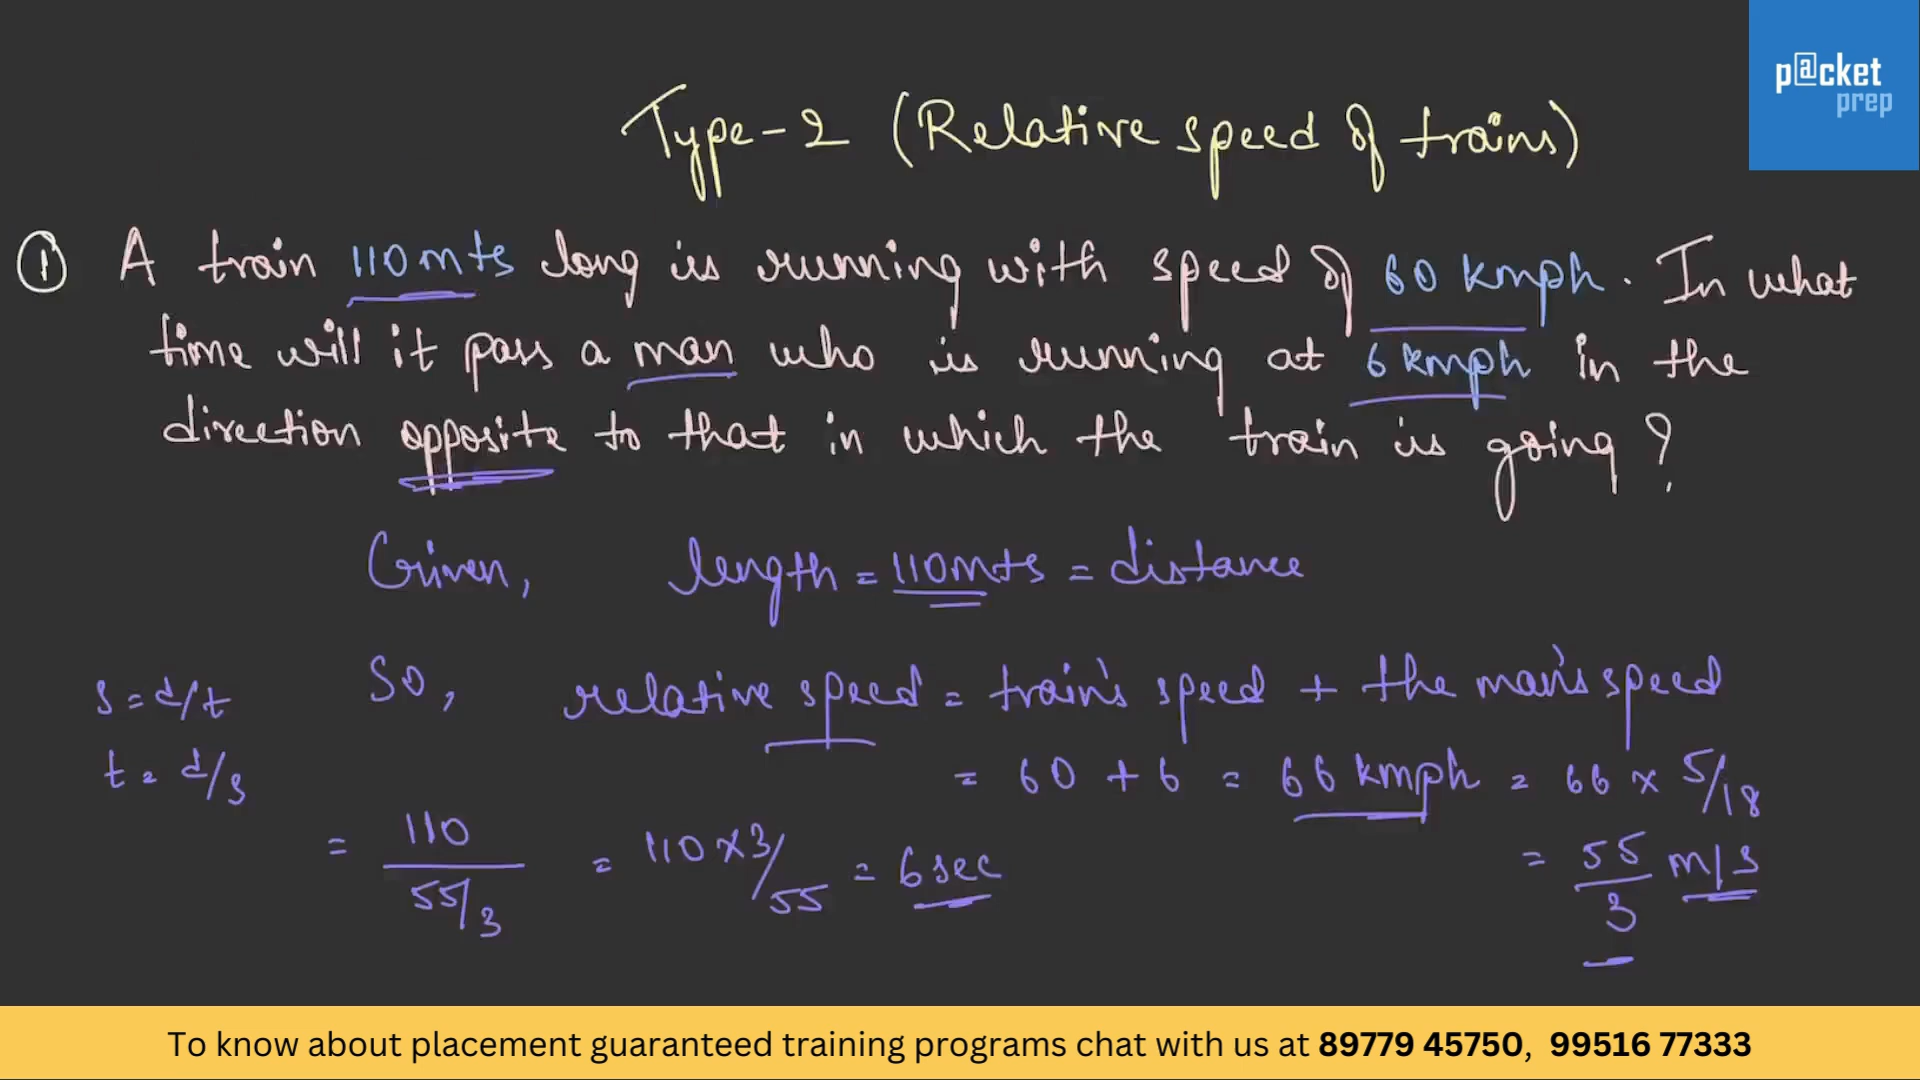 p@cket
prep
Type-2 (Relative speed of trains)
① A train 110mts long is running with speed of 60 kmph. In what
time will it pass a man who is running at 6 kmph in the
direction opposite to that in which the train is going?
Given, length = 110mts = distance
So, relative speed = train's speed + the man's speed
s = d/t
= 60 + 6 = 66 kmph = 66 x 5/18
t = d/s
= 110 / 55/3 = 110 x 3/55 = 6 sec
= 55/3 m/s
To know about placement guaranteed training programs chat with us at 89779 45750, 99516 77333